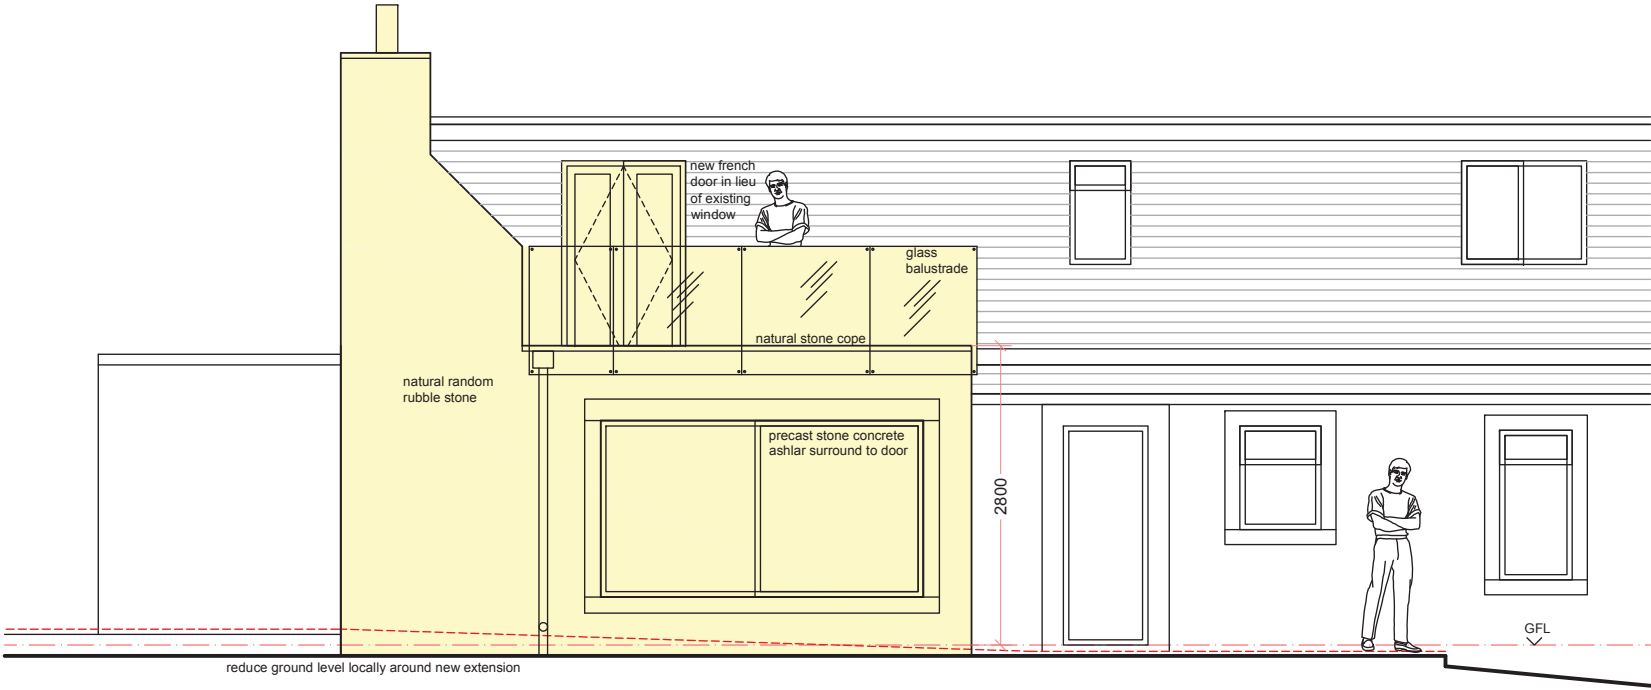 new french
door in lieu
of existing
window
glass
balustrade
natural stone cope
natural random
rubble stone
precast stone concrete
ashlar surround to door
2800
GFL
reduce ground level locally around new extension